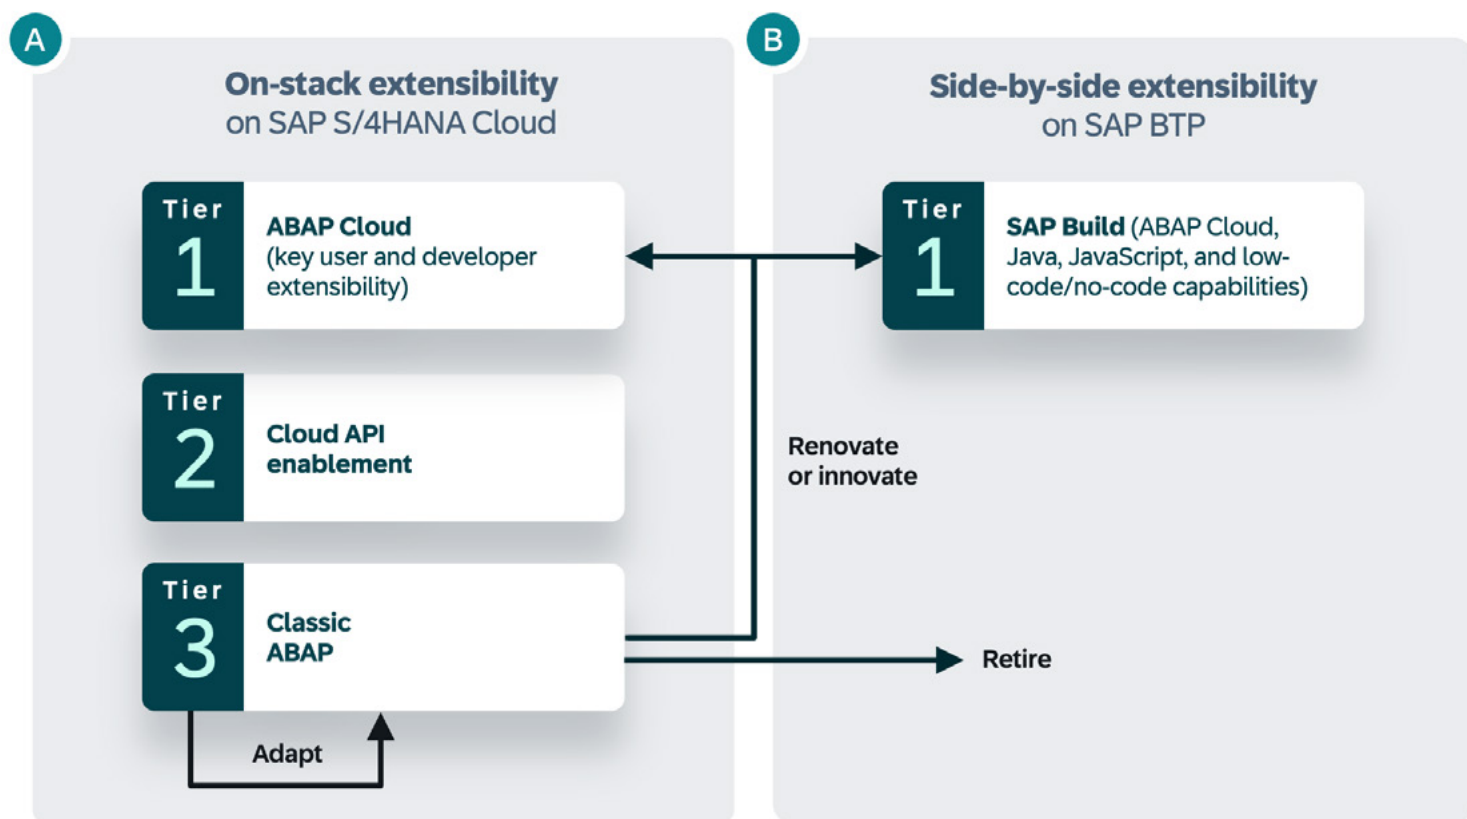 A
On-stack extensibility
on SAP S/4HANA Cloud
Tier
1
ABAP Cloud
(key user and developer
extensibility)
Tier
2
Cloud API
enablement
Tier
3
Classic
ABAP
Adapt
B
Side-by-side extensibility
on SAP BTP
Tier
1
SAP Build (ABAP Cloud,
Java, JavaScript, and low-
code/no-code capabilities)
Renovate
or innovate
Retire